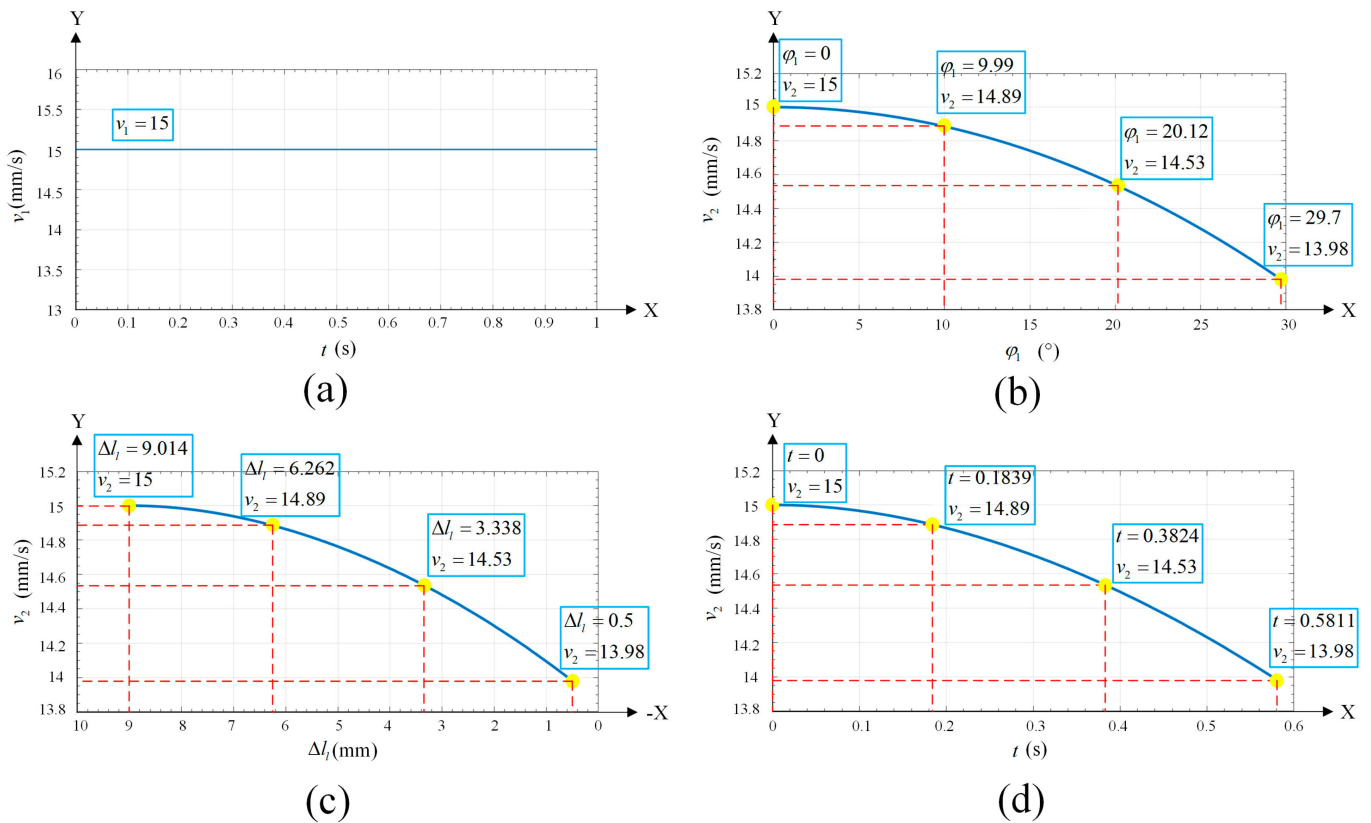 Y
16
15.5
15
14.5
14
13.5
13
v₁ = 15
v₁(mm/s)
0 0.1 0.2 0.3 0.4 0.5 0.6 0.7 0.8 0.9 1
X
t (s)
(a)
Y
φ₁ = 0
v₂ = 15
φ₁ = 9.99
v₂ = 14.89
φ₁ = 20.12
v₂ = 14.53
φ₁ = 29.7
v₂ = 13.98
15.2
15
14.8
14.6
14.4
14.2
14
13.8
v₂ (mm/s)
0 5 10 15 20 25 30
X
φ₁ (°)
(b)
Y
Δlₗ = 9.014
v₂ = 15
Δlₗ = 6.262
v₂ = 14.89
Δlₗ = 3.338
v₂ = 14.53
Δlₗ = 0.5
v₂ = 13.98
15.2
15
14.8
14.6
14.4
14.2
14
13.8
v₂ (mm/s)
10 9 8 7 6 5 4 3 2 1 0
-X
Δlₗ(mm)
(c)
Y
t = 0
v₂ = 15
t = 0.1839
v₂ = 14.89
t = 0.3824
v₂ = 14.53
t = 0.5811
v₂ = 13.98
15.2
15
14.8
14.6
14.4
14.2
14
13.8
v₂ (mm/s)
0 0.1 0.2 0.3 0.4 0.5 0.6
X
t (s)
(d)